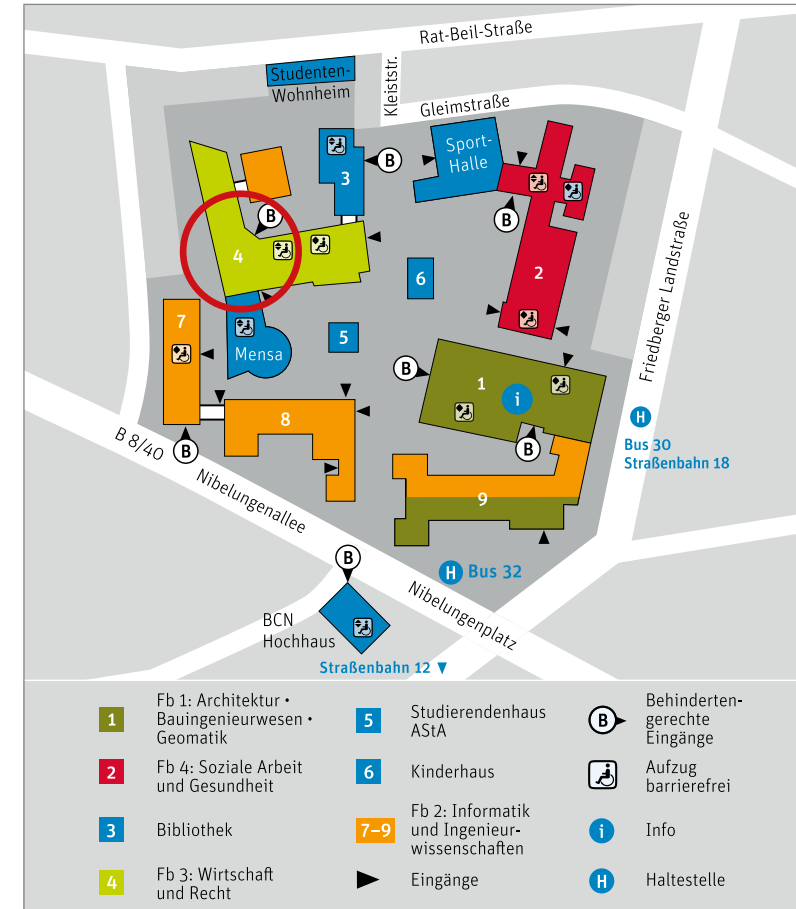 Rat-Beil-Straße
Studenten-
Wohnheim
Kleiststr.
Gleimstraße
Sport-
Halle
3
B
B
B
4
2
6
Friedberger Landstraße
7
Mensa
5
B
1
i
8
B
H
Bus 30
Straßenbahn 18
B 8/40
B
Nibelungenallee
9
B
H Bus 32
Nibelungenplatz
BCN
Hochhaus
Straßenbahn 12
1 Fb 1: Architektur •
Bauingenieurwesen •
Geomatik
2 Fb 4: Soziale Arbeit
und Gesundheit
3 Bibliothek
4 Fb 3: Wirtschaft
und Recht
5 Studierendenhaus
AStA
6 Kinderhaus
7–9 Fb 2: Informatik
und Ingenieur-
wissenschaften
Eingänge
B Behinderten-
gerechte
Eingänge
Aufzug
barrierefrei
i Info
H Haltestelle